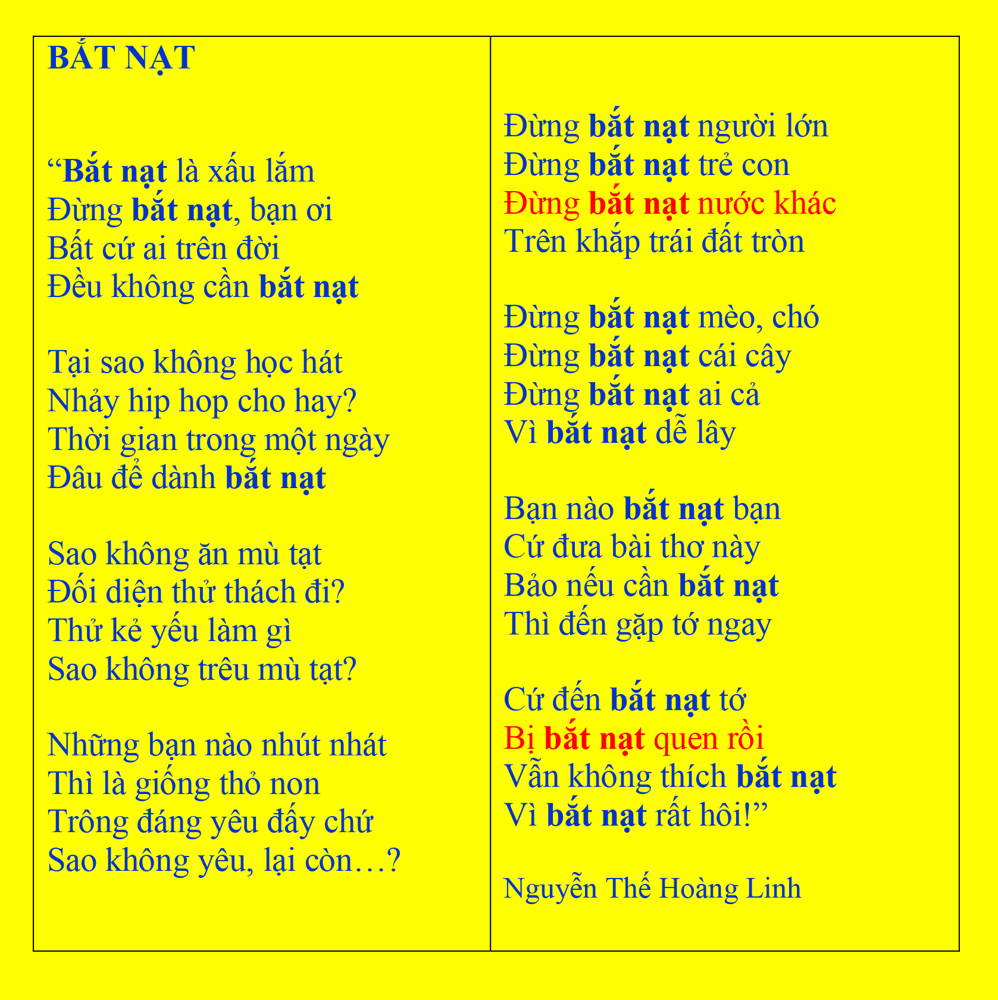 BẮT NẠT
“Bắt nạt là xấu lắm
Đừng bắt nạt, bạn ơi
Bất cứ ai trên đời
Đều không cần bắt nạt
Tại sao không học hát
Nhảy hip hop cho hay?
Thời gian trong một ngày
Đâu để dành bắt nạt
Sao không ăn mù tạt
Đối diện thử thách đi?
Thử kẻ yếu làm gì
Sao không trêu mù tạt?
Những bạn nào nhút nhát
Thì là giống thỏ non
Trông đáng yêu đấy chứ
Sao không yêu, lại còn…?
Đừng bắt nạt người lớn
Đừng bắt nạt trẻ con
Đừng bắt nạt nước khác
Trên khắp trái đất tròn
Đừng bắt nạt mèo, chó
Đừng bắt nạt cái cây
Đừng bắt nạt ai cả
Vì bắt nạt dễ lây
Bạn nào bắt nạt bạn
Cứ đưa bài thơ này
Bảo nếu cần bắt nạt
Thì đến gặp tớ ngay
Cứ đến bắt nạt tớ
Bị bắt nạt quen rồi
Vẫn không thích bắt nạt
Vì bắt nạt rất hôi!”
Nguyễn Thế Hoàng Linh